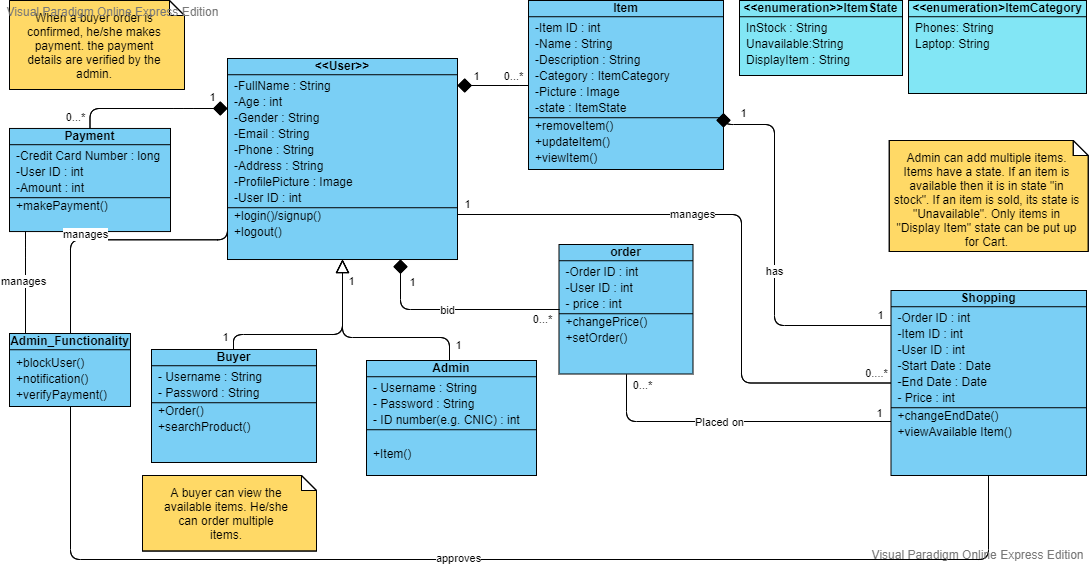 Visual Paradigm Online Express Edition
When a buyer order is
confirmed, he/she makes
payment. the payment
details are verified by the
admin.
<<User>>
-FullName : String
-Age : int
-Gender : String
-Email : String
-Phone : String
-Address : String
-ProfilePicture : Image
-User ID : int
+login()/signup()
+logout()
Item
-Item ID : int
-Name : String
-Description : String
-Category : ItemCategory
-Picture : Image
-state : ItemState
+removeItem()
+updateItem()
+viewItem()
<<enumeration>>ItemState
InStock : String
Unavailable:String
DisplayItem : String
<<enumeration>ItemCategory
Phones: String
Laptop: String
1
0...*
1
0...*
1
Payment
-Credit Card Number : long
-User ID : int
-Amount : int
+makePayment()
manages
manages
1
manages
Admin can add multiple items.
Items have a state. If an item is
available then it is in state "in
stock". If an item is sold, its state is
"Unavailable". Only items in
"Display Item" state can be put up
for Cart.
order
-Order ID : int
-User ID : int
- price : int
+changePrice()
+setOrder()
has
1
1
bid
0...*
Shopping
-Order ID : int
-Item ID : int
-User ID : int
-Start Date : Date
-End Date : Date
- Price : int
+changeEndDate()
+viewAvailable Item()
1
0....*
Admin_Functionality
+blockUser()
+notification()
+verifyPayment()
1
Buyer
- Username : String
- Password : String
+Order()
+searchProduct()
1
Admin
- Username : String
- Password : String
- ID number(e.g. CNIC) : int
+Item()
0...*
Placed on
1
A buyer can view the
available items. He/she
can order multiple
items.
approves
Visual Paradigm Online Express Edition